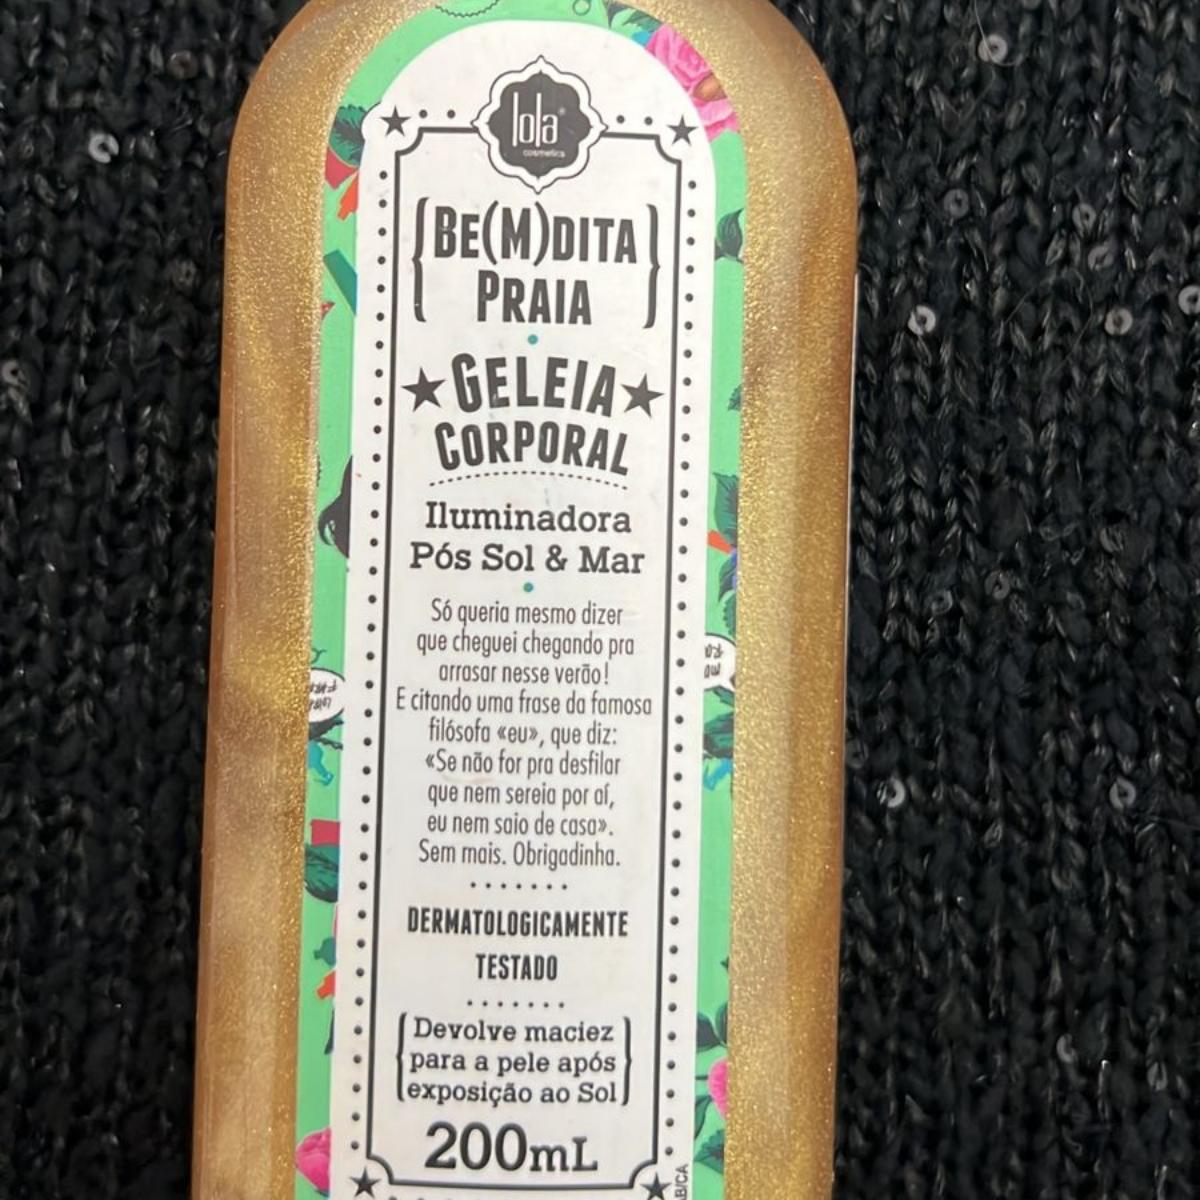 lola
cosmetics
BE(M)DITA
PRAIA
GELEIA
CORPORAL
Iluminadora
Pós Sol & Mar
Só queria mesmo dizer
que cheguei chegando pra
arrasar nesse verão!
E citando uma frase da famosa
filósofa «eu», que diz:
«Se não for pra desfilar
que nem sereia por aí,
eu nem saio de casa».
Sem mais. Obrigadinha.
DERMATOLOGICAMENTE
TESTADO
Devolve maciez
para a pele após
exposição ao Sol
200mL